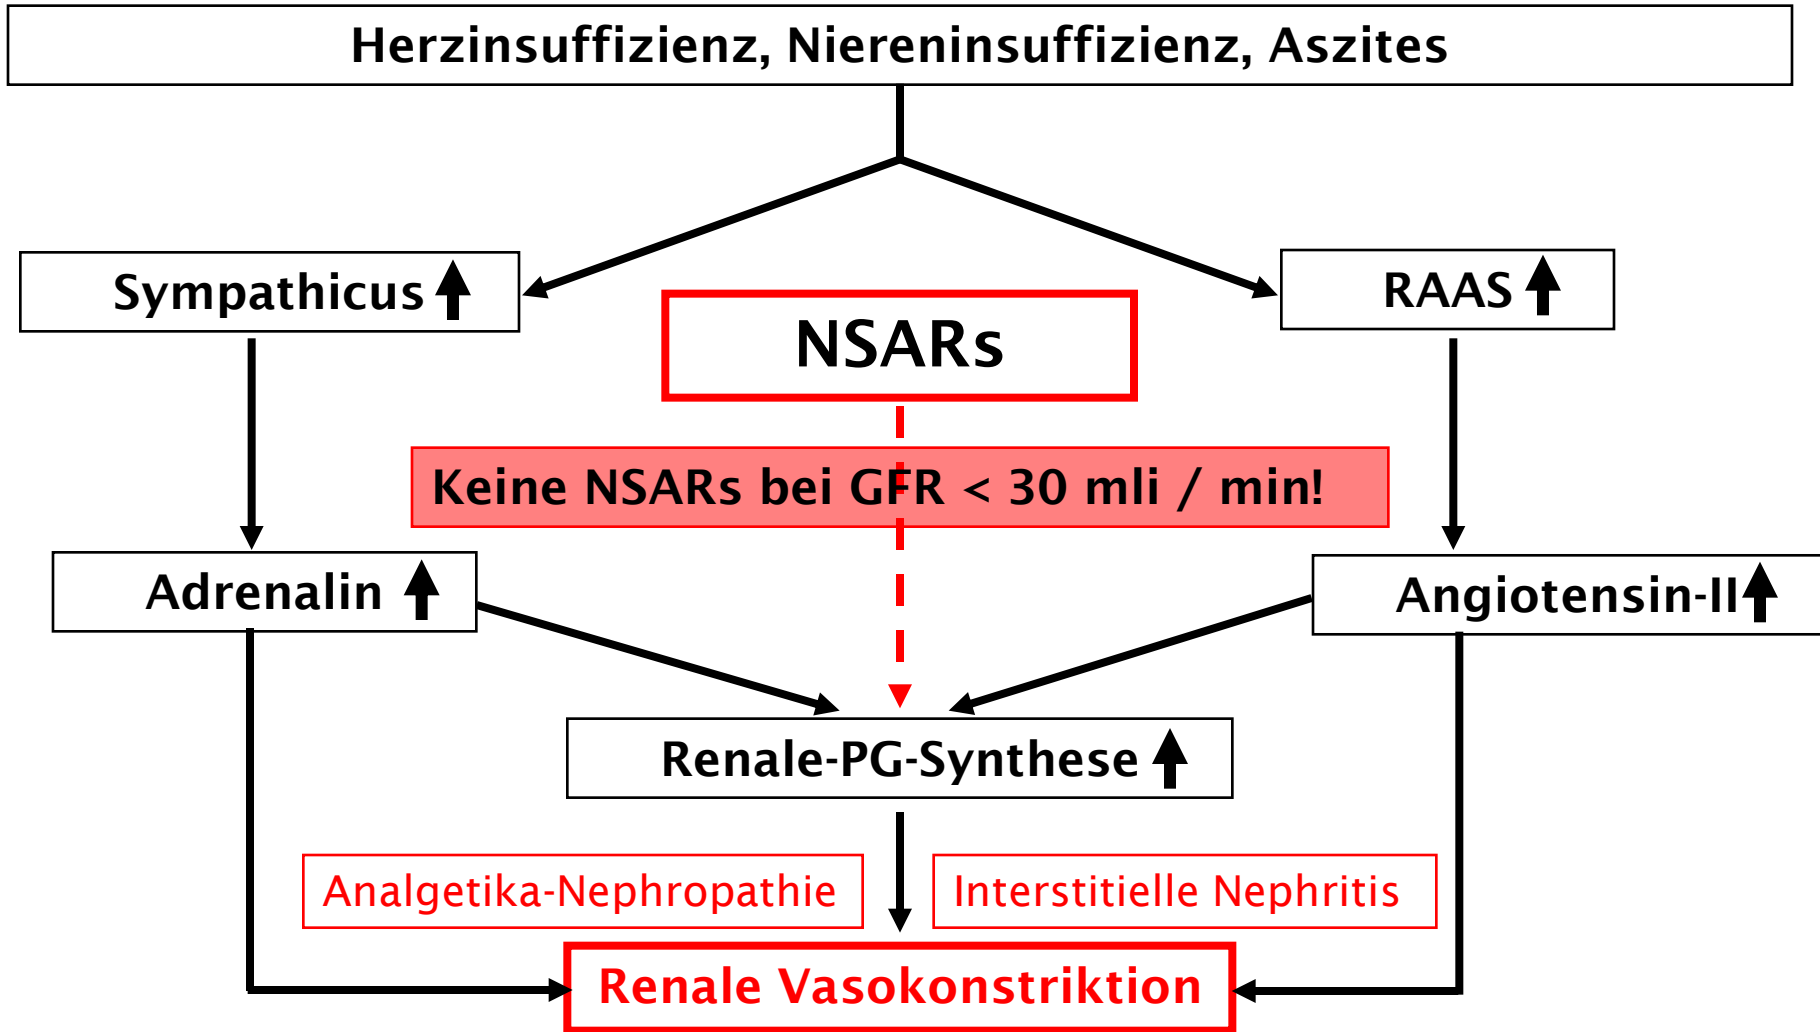 Herzinsuffizienz, Niereninsuffizienz, Aszites
Sympathicus
RAAS
NSARs
Keine NSARs bei GFR < 30 mli / min!
Adrenalin
Angiotensin-II
Renale-PG-Synthese
Analgetika-Nephropathie
Interstitielle Nephritis
Renale Vasokonstriktion